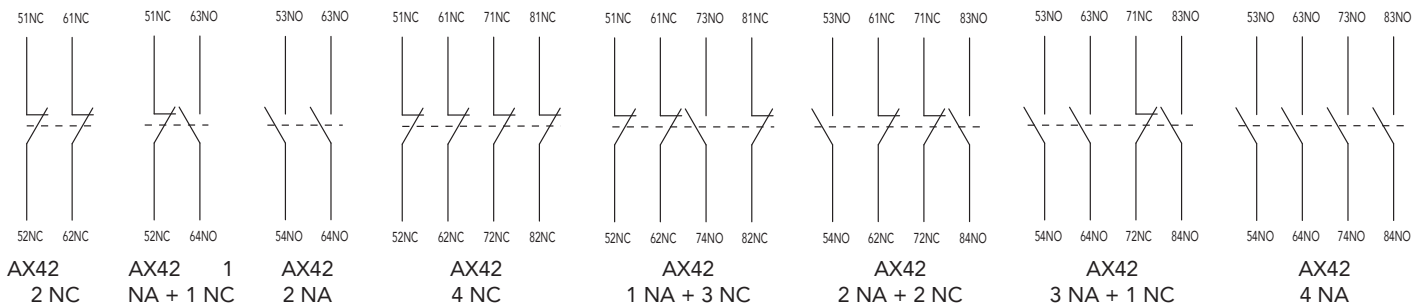 51NC 61NC 51NC 63NO 53NO 63NO 51NC 61NC 71NC 81NC 51NC 61NC 73NO 81NC 53NO 61NC 71NC 83NO 53NO 63NO 71NC 83NO 53NO 63NO 73NO 83NO
52NC 62NC 52NC 64NO 54NO 64NO 52NC 62NC 72NC 82NC 52NC 62NC 74NO 82NC 54NO 62NC 72NC 84NO 54NO 64NO 72NC 84NO 54NO 64NO 74NO 84NO
AX42 AX42 1 AX42 AX42 AX42 AX42 AX42 AX42
2 NC NA + 1 NC 2 NA 4 NC 1 NA + 3 NC 2 NA + 2 NC 3 NA + 1 NC 4 NA